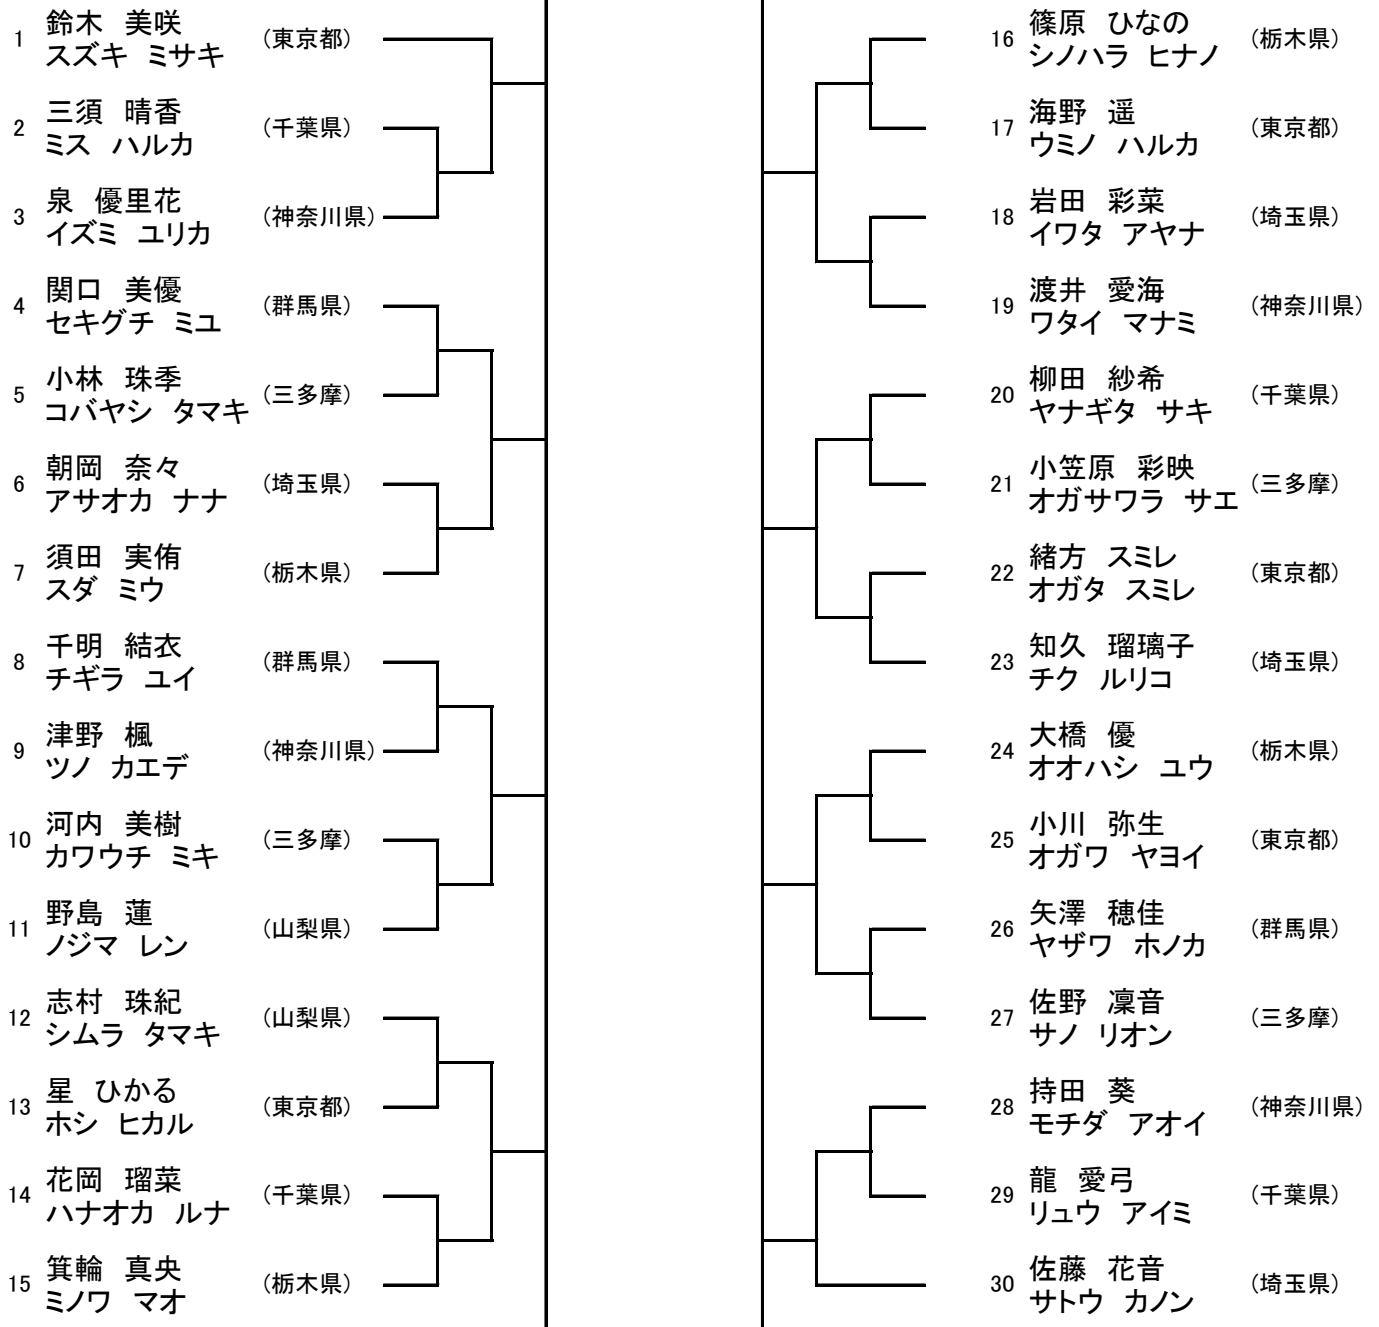 鈴木 美咲
1 (東京都)
スズキ ミサキ
三須 晴香
2 (千葉県)
ミス ハルカ
泉 優里花
3 (神奈川県)
イズミ ユリカ
関口 美優
4 (群馬県)
セキグチ ミユ
小林 珠季
5 (三多摩)
コバヤシ タマキ
朝岡 奈々
6 (埼玉県)
アサオカ ナナ
須田 実侑
7 (栃木県)
スダ ミウ
千明 結衣
8 (群馬県)
チギラ ユイ
津野 楓
9 (神奈川県)
ツノ カエデ
河内 美樹
10 (三多摩)
カワウチ ミキ
野島 蓮
11 (山梨県)
ノジマ レン
志村 珠紀
12 (山梨県)
シムラ タマキ
星 ひかる
13 (東京都)
ホシ ヒカル
花岡 瑠菜
14 (千葉県)
ハナオカ ルナ
箕輪 真央
15 (栃木県)
ミノワ マオ
篠原 ひなの
16 (栃木県)
シノハラ ヒナノ
海野 遥
17 (東京都)
ウミノ ハルカ
岩田 彩菜
18 (埼玉県)
イワタ アヤナ
渡井 愛海
19 (神奈川県)
ワタイ マナミ
柳田 紗希
20 (千葉県)
ヤナギタ サキ
小笠原 彩映
21 (三多摩)
オガサワラ サエ
緒方 スミレ
22 (東京都)
オガタ スミレ
知久 瑠璃子
23 (埼玉県)
チク ルリコ
大橋 優
24 (栃木県)
オオハシ ユウ
小川 弥生
25 (東京都)
オガワ ヤヨイ
矢澤 穂佳
26 (群馬県)
ヤザワ ホノカ
佐野 凜音
27 (三多摩)
サノ リオン
持田 葵
28 (神奈川県)
モチダ アオイ
龍 愛弓
29 (千葉県)
リュウ アイミ
佐藤 花音
30 (埼玉県)
サトウ カノン